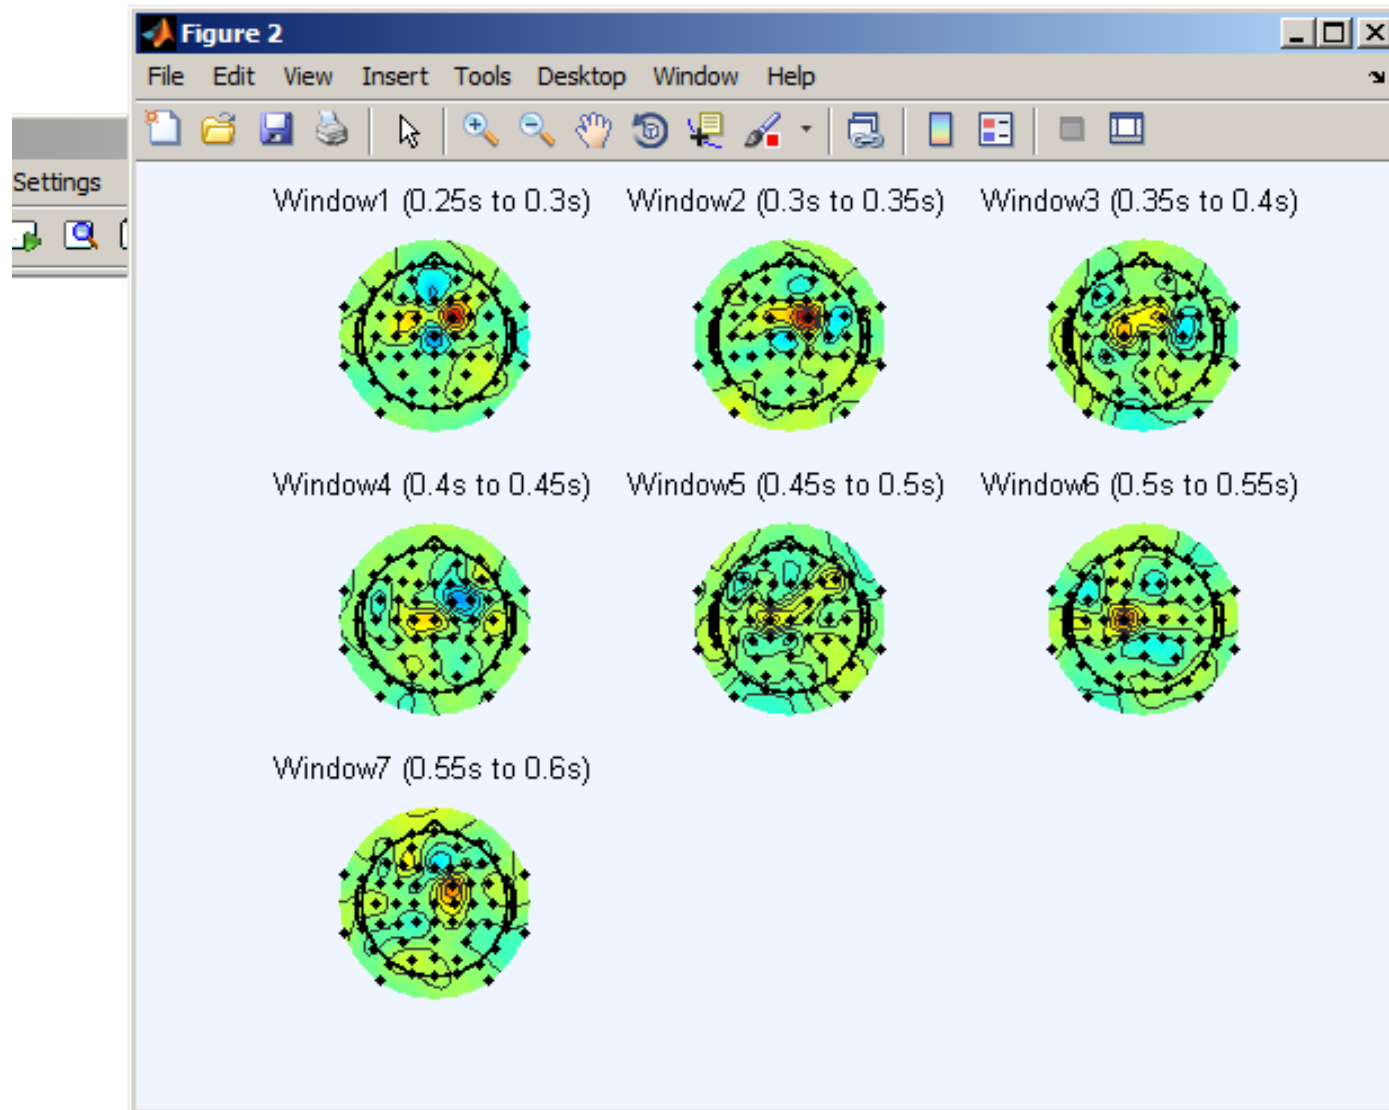 Figure 2
File Edit View Insert Tools Desktop Window Help
Settings
Window1 (0.25s to 0.3s) Window2 (0.3s to 0.35s) Window3 (0.35s to 0.4s)
Window4 (0.4s to 0.45s) Window5 (0.45s to 0.5s) Window6 (0.5s to 0.55s)
Window7 (0.55s to 0.6s)